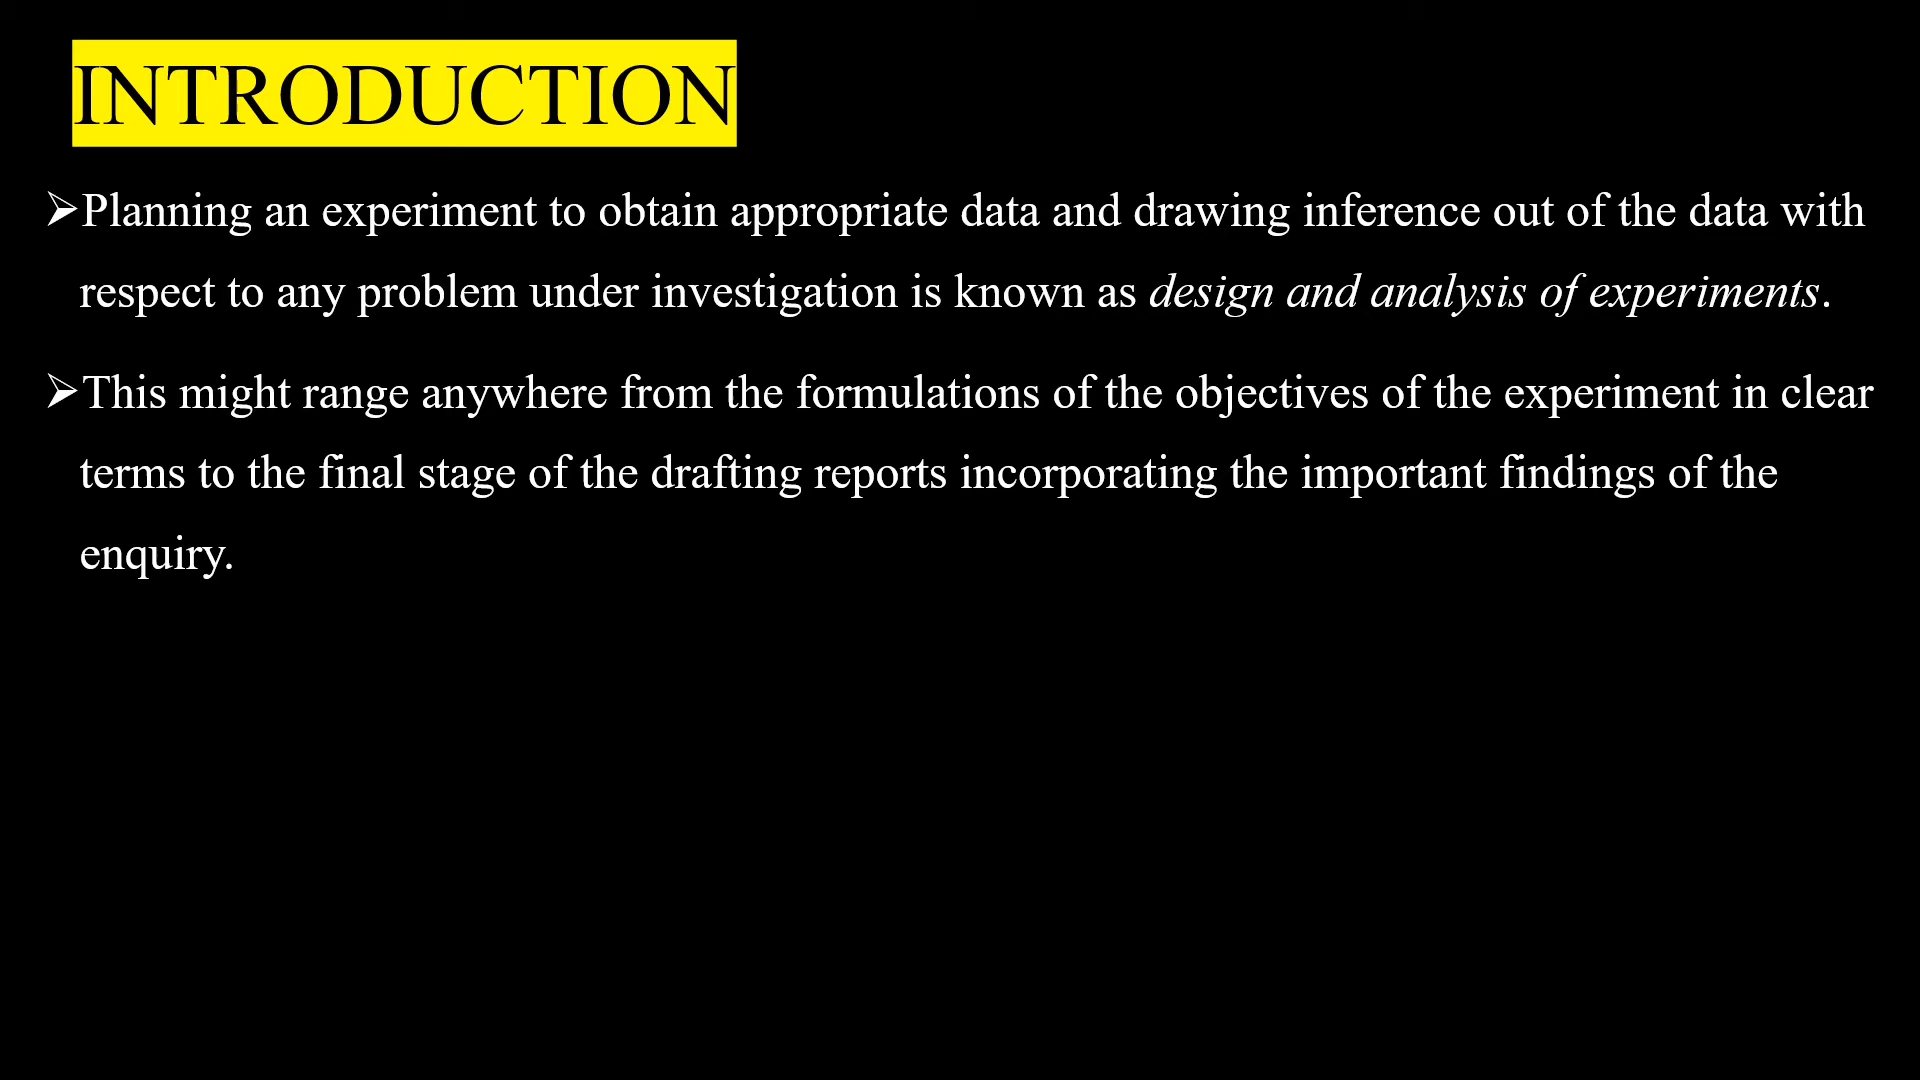 INTRODUCTION
➢Planning an experiment to obtain appropriate data and drawing inference out of the data with
respect to any problem under investigation is known as design and analysis of experiments.
➢This might range anywhere from the formulations of the objectives of the experiment in clear
terms to the final stage of the drafting reports incorporating the important findings of the
enquiry.